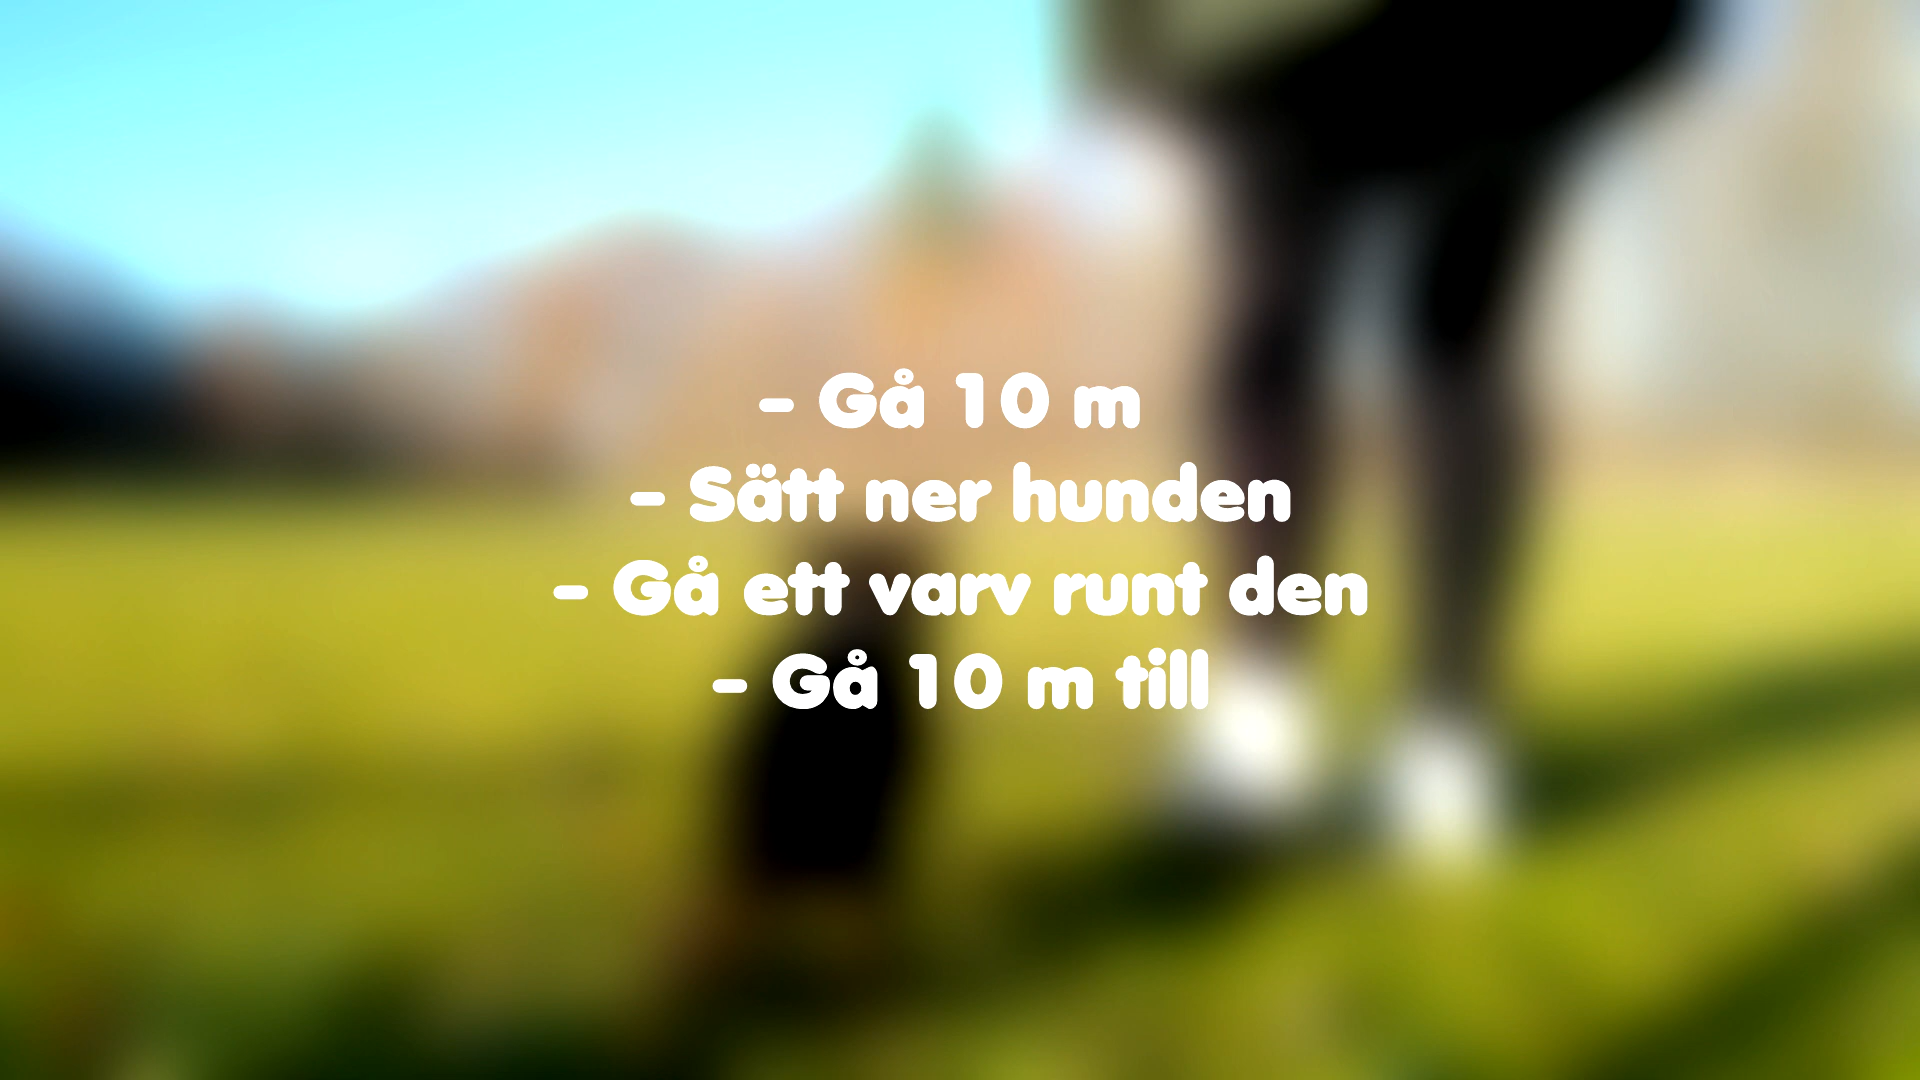 - Gå 10 m
- Sätt ner hunden
- Gå ett varv runt den
- Gå 10 m till